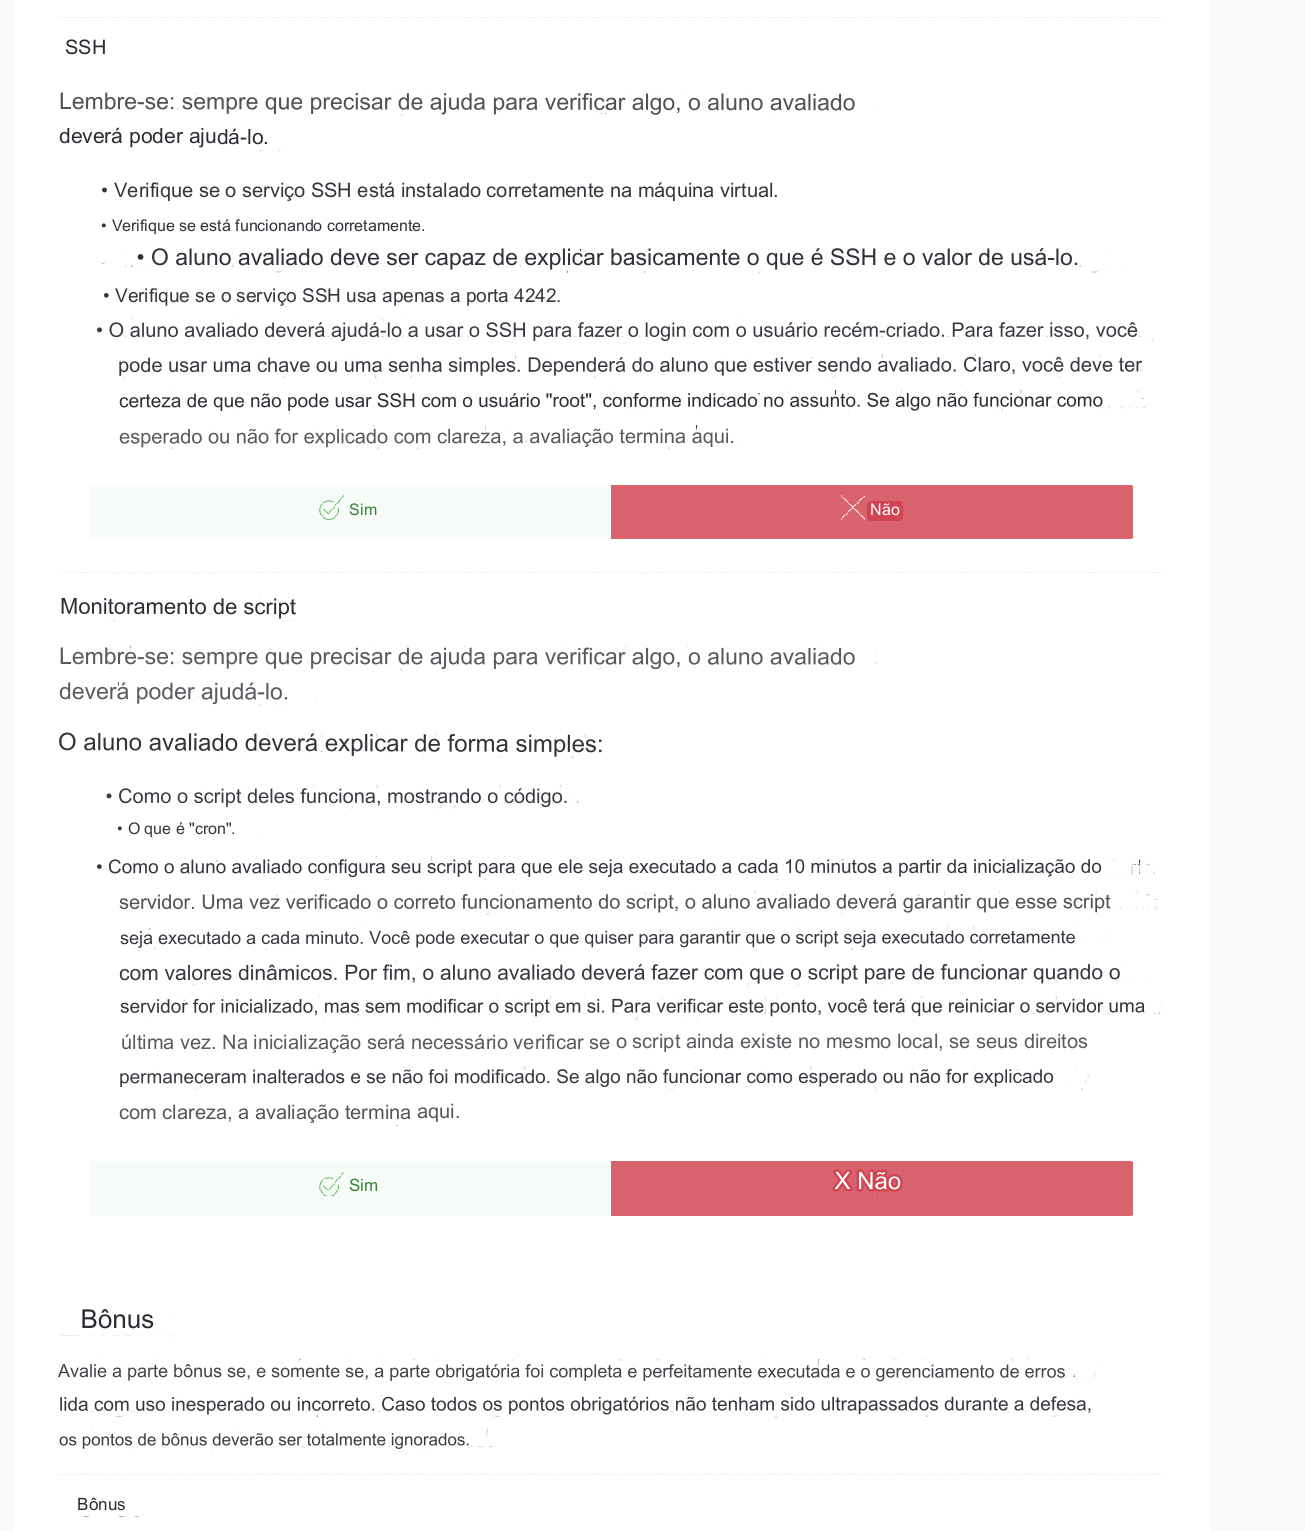 SSH
Lembre-se: sempre que precisar de ajuda para verificar algo, o aluno avaliado
deverá poder ajudá-lo.
• Verifique se o serviço SSH está instalado corretamente na máquina virtual.
• Verifique se está funcionando corretamente.
• O aluno avaliado deve ser capaz de explicar basicamente o que é SSH e o valor de usá-lo.
• Verifique se o serviço SSH usa apenas a porta 4242.
• O aluno avaliado deverá ajudá-lo a usar o SSH para fazer o login com o usuário recém-criado. Para fazer isso, você
pode usar uma chave ou uma senha simples. Dependerá do aluno que estiver sendo avaliado. Claro, você deve ter
certeza de que não pode usar SSH com o usuário "root", conforme indicado no assunto. Se algo não funcionar como
esperado ou não for explicado com clareza, a avaliação termina aqui.
Sim
Não
Monitoramento de script
Lembre-se: sempre que precisar de ajuda para verificar algo, o aluno avaliado
deverá poder ajudá-lo.
O aluno avaliado deverá explicar de forma simples:
• Como o script deles funciona, mostrando o código.
• O que é "cron".
• Como o aluno avaliado configura seu script para que ele seja executado a cada 10 minutos a partir da inicialização do
servidor. Uma vez verificado o correto funcionamento do script, o aluno avaliado deverá garantir que esse script
seja executado a cada minuto. Você pode executar o que quiser para garantir que o script seja executado corretamente
com valores dinâmicos. Por fim, o aluno avaliado deverá fazer com que o script pare de funcionar quando o
servidor for inicializado, mas sem modificar o script em si. Para verificar este ponto, você terá que reiniciar o servidor uma
última vez. Na inicialização será necessário verificar se o script ainda existe no mesmo local, se seus direitos
permaneceram inalterados e se não foi modificado. Se algo não funcionar como esperado ou não for explicado
com clareza, a avaliação termina aqui.
Sim
X Não
Bônus
Avalie a parte bônus se, e somente se, a parte obrigatória foi completa e perfeitamente executada e o gerenciamento de erros
lida com uso inesperado ou incorreto. Caso todos os pontos obrigatórios não tenham sido ultrapassados durante a defesa,
os pontos de bônus deverão ser totalmente ignorados.
Bônus